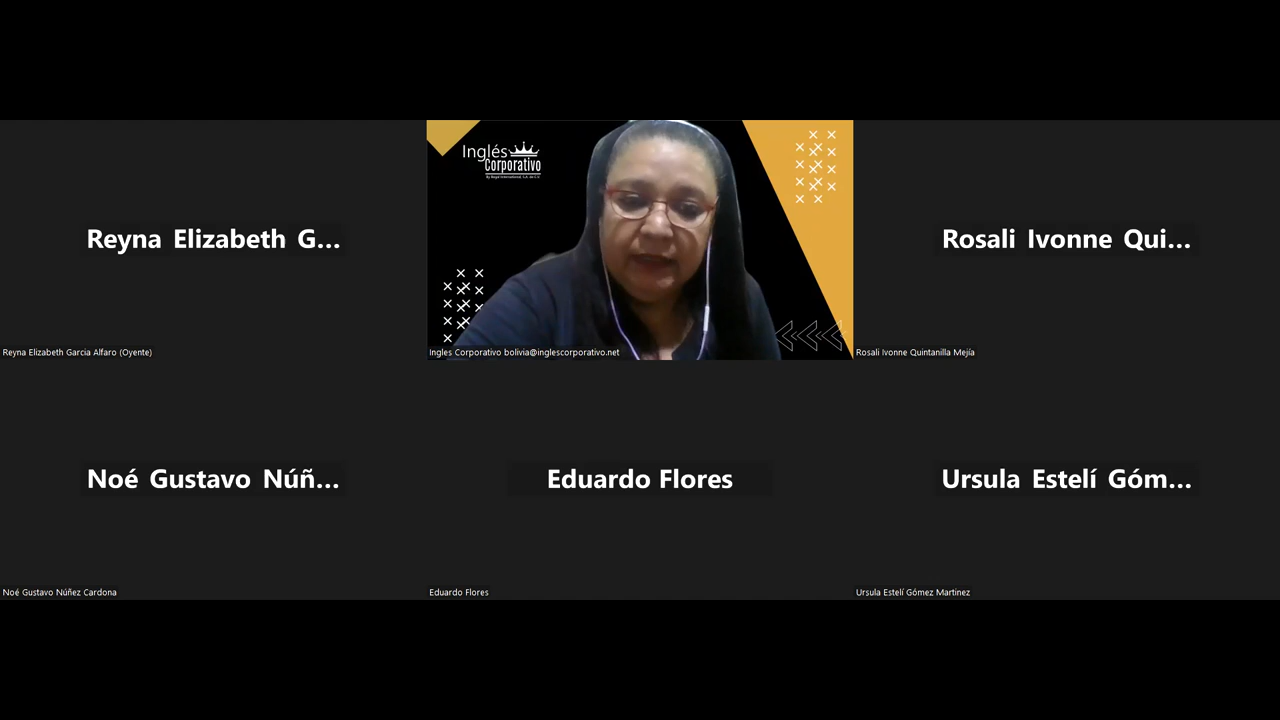 Reyna Elizabeth G...
Inglés
Corporativo
Rosali Ivonne Qui...
Reyna Elizabeth Garcia Alfaro (Oyente)
Ingles Corporativo bolivia@inglescorporativo.net
Rosali Ivonne Quintanilla Mejía
Noé Gustavo Núñ...
Eduardo Flores
Ursula Estelí Góm...
Noé Gustavo Núñez Cardona
Eduardo Flores
Ursula Estelí Gómez Martinez